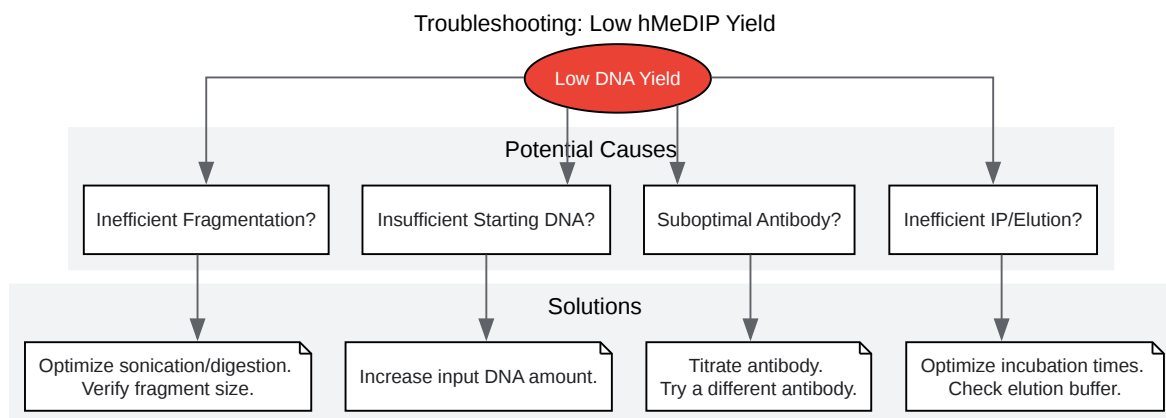 Troubleshooting: Low hMeDIP Yield
Low DNA Yield
Potential Causes
Inefficient Fragmentation?
Insufficient Starting DNA?
Suboptimal Antibody?
Inefficient IP/Elution?
Solutions
Optimize sonication/digestion.
Verify fragment size.
Increase input DNA amount.
Titrate antibody.
Try a different antibody.
Optimize incubation times.
Check elution buffer.